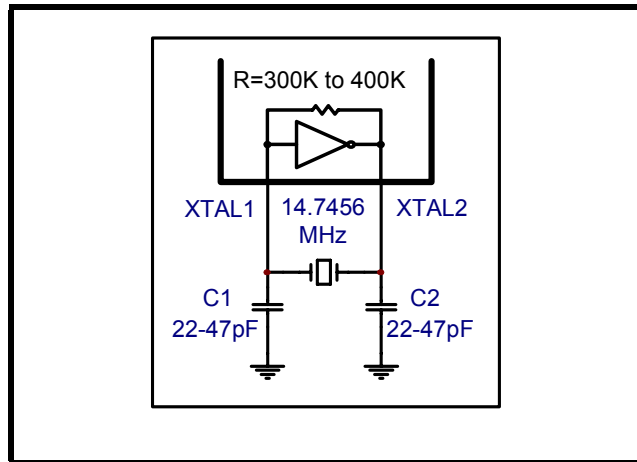 R=300K to 400K
XTAL1 14.7456 XTAL2
MHz
C1 C2
22-47pF 22-47pF